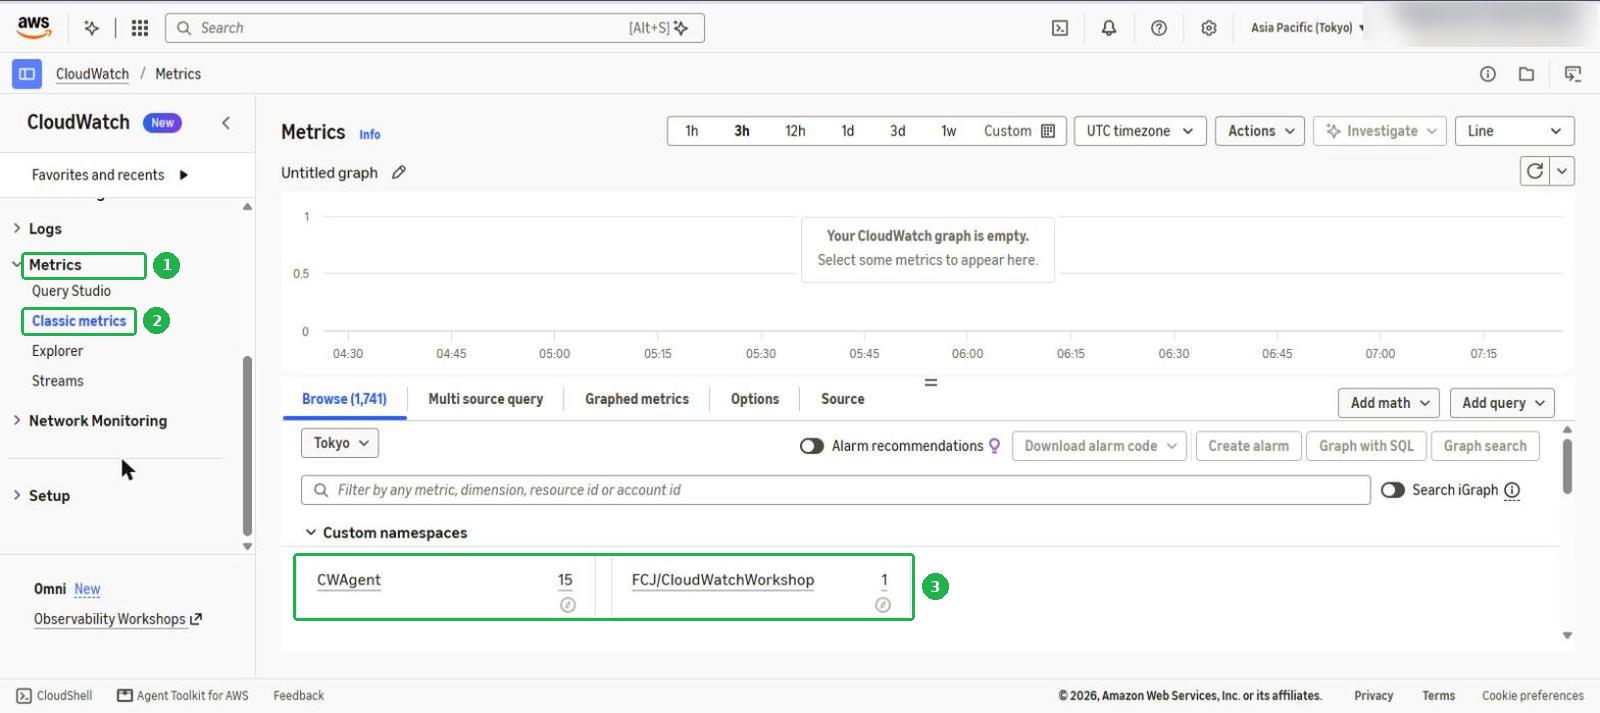 aws
Search [Alt+S]
Asia Pacific (Tokyo)
CloudWatch / Metrics
CloudWatch New
Favorites and recents
Logs
Metrics 1
Query Studio
Classic metrics 2
Explorer
Streams
Network Monitoring
Setup
Omni New
Observability Workshops
Metrics Info
1h 3h 12h 1d 3d 1w Custom UTC timezone Actions Investigate Line
Untitled graph
1
0.5
0
Your CloudWatch graph is empty.
Select some metrics to appear here.
04:30 04:45 05:00 05:15 05:30 05:45 06:00 06:15 06:30 06:45 07:00 07:15
Browse (1,741) Multi source query Graphed metrics Options Source Add math Add query
Tokyo Alarm recommendations Download alarm code Create alarm Graph with SQL Graph search
Filter by any metric, dimension, resource id or account id Search iGraph
Custom namespaces
CWAgent 15 FCJ/CloudWatchWorkshop 1 3
CloudShell Agent Toolkit for AWS Feedback © 2026, Amazon Web Services, Inc. or its affiliates. Privacy Terms Cookie preferences